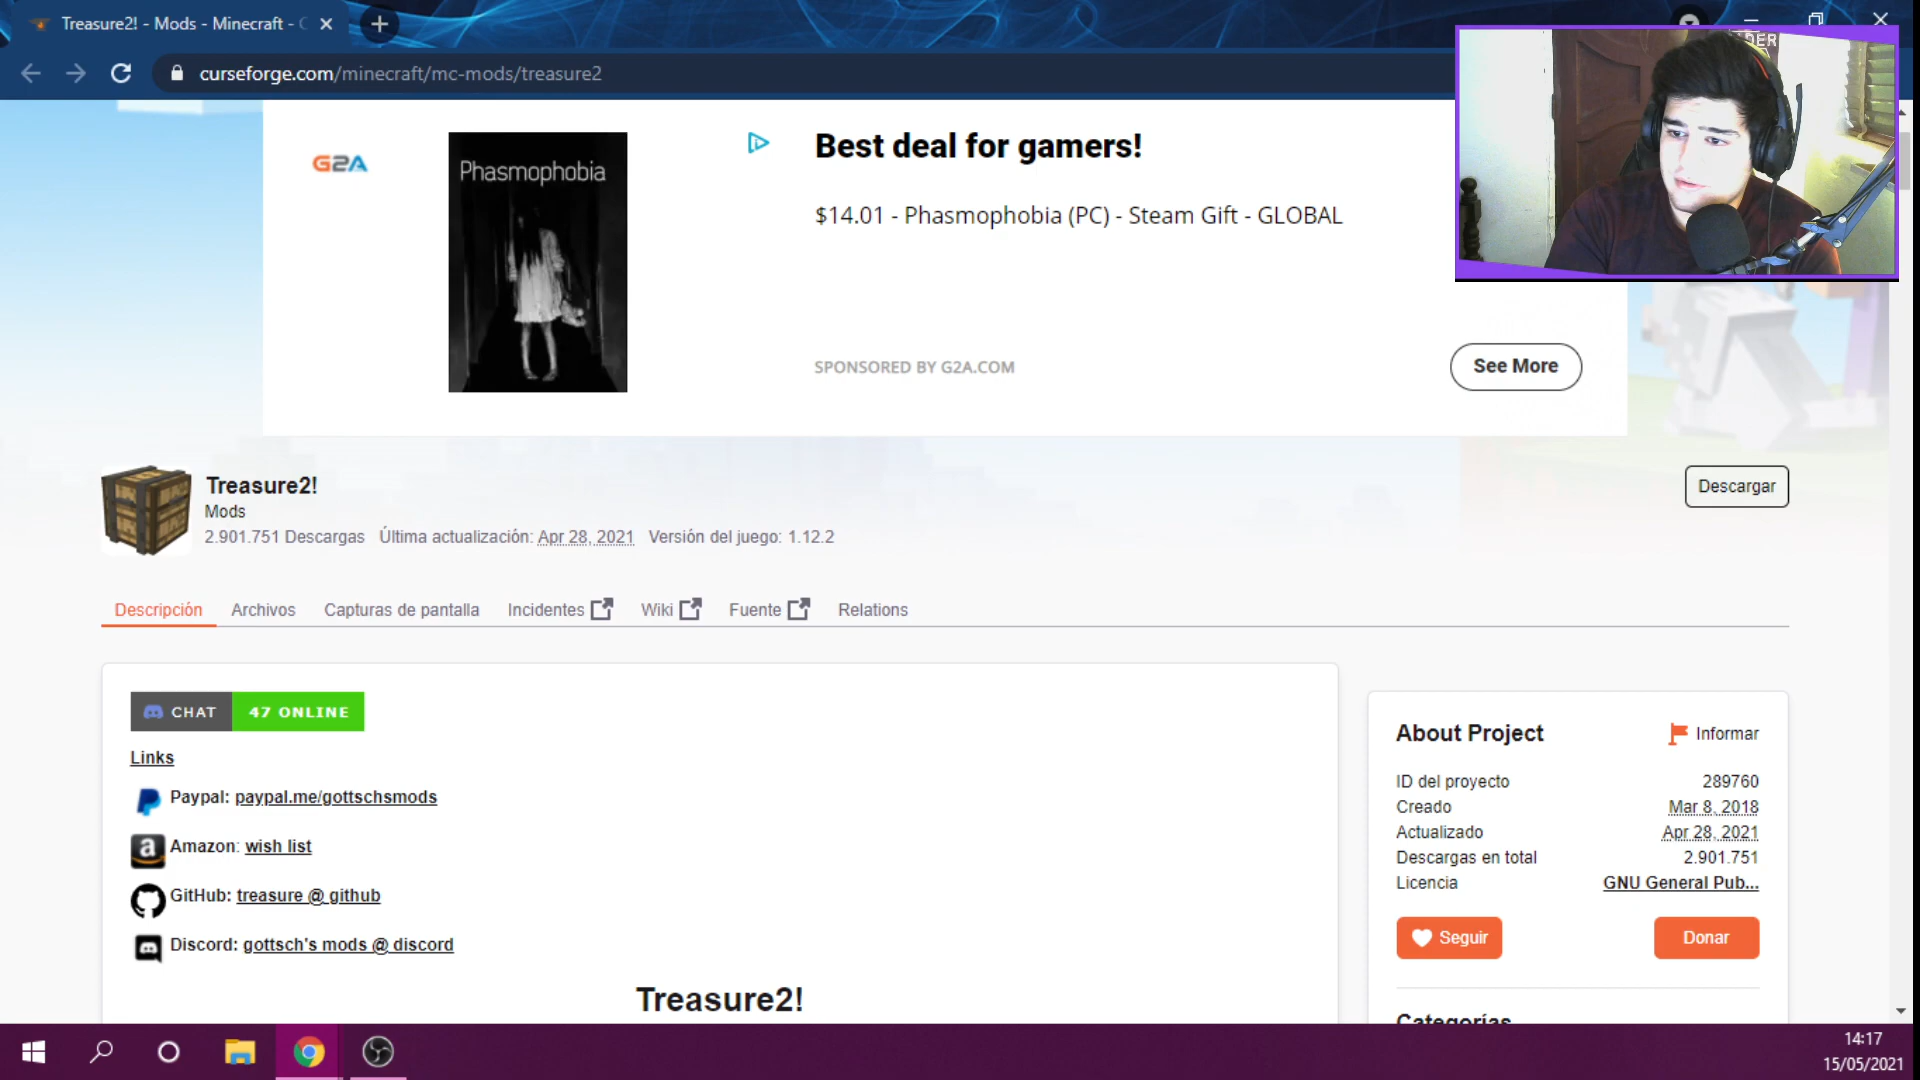 Treasure2! - Mods - Minecraft - C
curseforge.com/minecraft/mc-mods/treasure2
DER
G2A
Phasmophobia
Best deal for gamers!
$14.01 - Phasmophobia (PC) - Steam Gift - GLOBAL
SPONSORED BY G2A.COM
See More
Treasure2!
Mods
2.901.751 Descargas Última actualización: Apr 28, 2021 Versión del juego: 1.12.2
Descargar
Descripción Archivos Capturas de pantalla Incidentes Wiki Fuente Relations
CHAT 47 ONLINE
Links
Paypal: paypal.me/gottschsmods
Amazon: wish list
GitHub: treasure @ github
Discord: gottsch's mods @ discord
Treasure2!
About Project
Informar
ID del proyecto 289760
Creado Mar 8, 2018
Actualizado Apr 28, 2021
Descargas en total 2.901.751
Licencia GNU General Pub...
Seguir
Donar
Categorías
14:17
15/05/2021